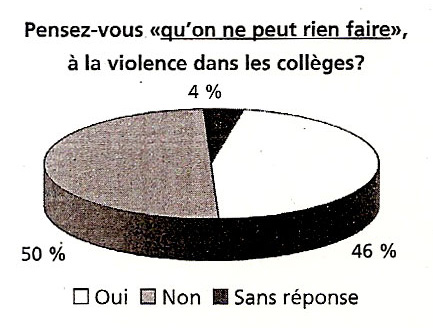 Pensez-vous «qu'on ne peut rien faire»,
à la violence dans les collèges?
4 %
50 %
46 %
Oui Non Sans réponse